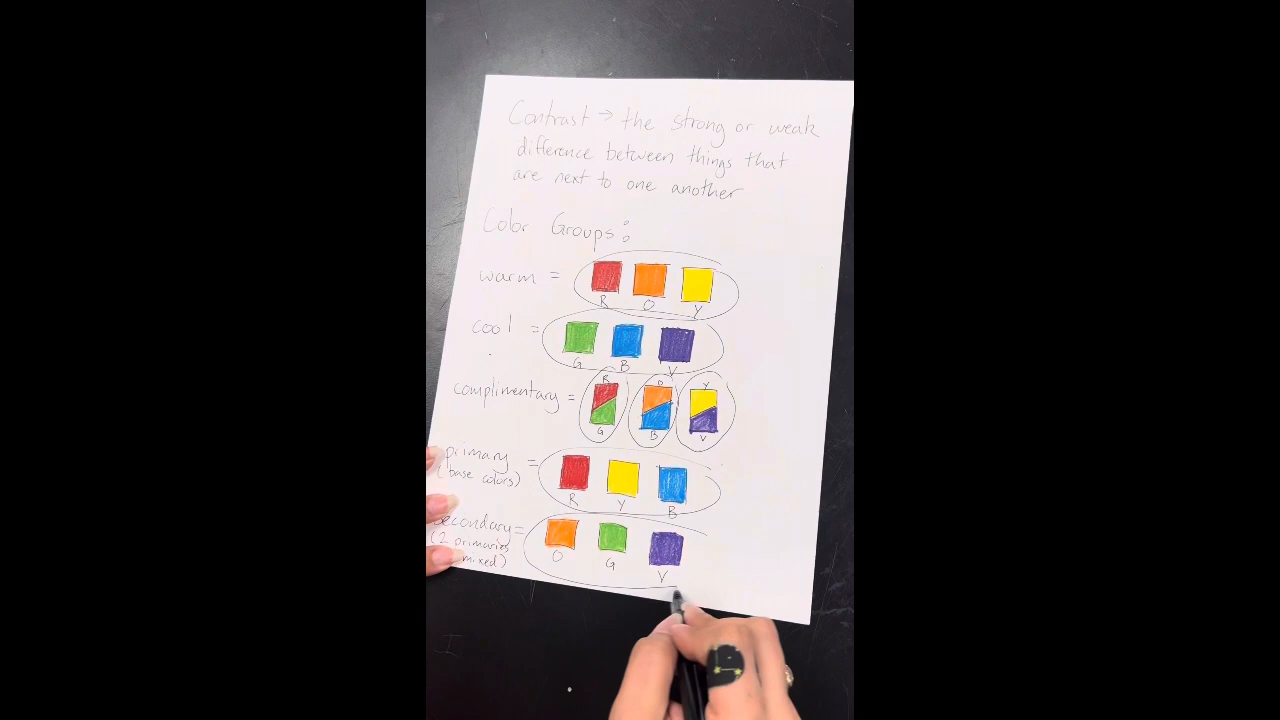 Contrast → the strong or weak
difference between things that
are next to one another
Color Groups:
warm =
R O Y
cool =
G B V
R O Y
complimentary =
G B V
primary
(base colors) =
R Y B
secondary =
(2 primaries
mixed)
O G V